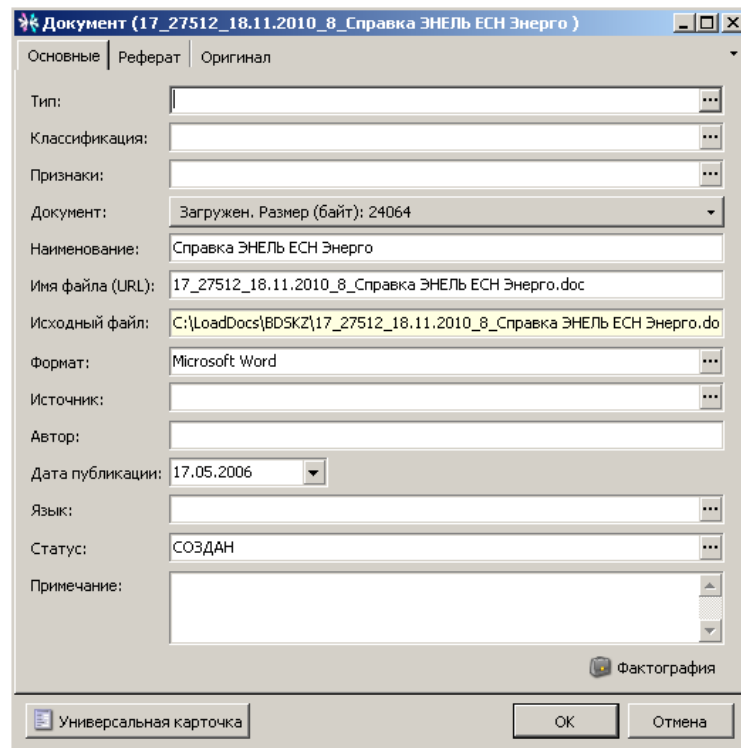 Документ (17_27512_18.11.2010_8_Справка ЭНЕЛЬ ЕСН Энерго )
Основные Реферат Оригинал
Тип:
Классификация:
Признаки:
Документ: Загружен. Размер (байт): 24064
Наименование: Справка ЭНЕЛЬ ЕСН Энерго
Имя файла (URL): 17_27512_18.11.2010_8_Справка ЭНЕЛЬ ЕСН Энерго.doc
Исходный файл: C:\LoadDocs\BDSKZ\17_27512_18.11.2010_8_Справка ЭНЕЛЬ ЕСН Энерго.do
Формат: Microsoft Word
Источник:
Автор:
Дата публикации: 17.05.2006
Язык:
Статус: СОЗДАН
Примечание:
Фактография
Универсальная карточка ОК Отмена